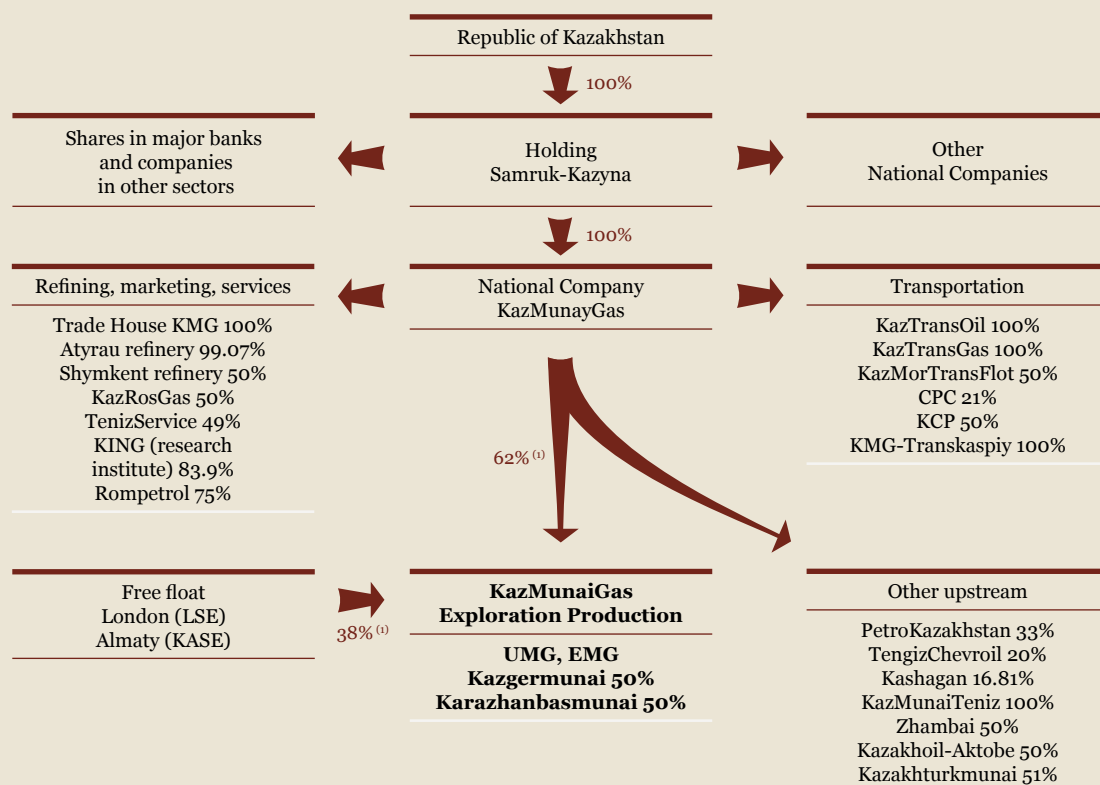 Republic of Kazakhstan
100%
Shares in major banks
and companies
in other sectors
Holding
Samruk-Kazyna
Other
National Companies
100%
Refining, marketing, services
Trade House KMG 100%
Atyrau refinery 99.07%
Shymkent refinery 50%
KazRosGas 50%
TenizService 49%
KING (research
institute) 83.9%
Rompetrol 75%
National Company
KazMunayGas
Transportation
KazTransOil 100%
KazTransGas 100%
KazMorTransFlot 50%
CPC 21%
KCP 50%
KMG-Transkaspiy 100%
62% (1)
Free float
London (LSE)
Almaty (KASE)
38% (1)
KazMunaiGas
Exploration Production
UMG, EMG
Kazgermunai 50%
Karazhanbasmunai 50%
Other upstream
PetroKazakhstan 33%
TengizChevroil 20%
Kashagan 16.81%
KazMunaiTeniz 100%
Zhambai 50%
Kazakhoil-Aktobe 50%
Kazakhturkmunai 51%